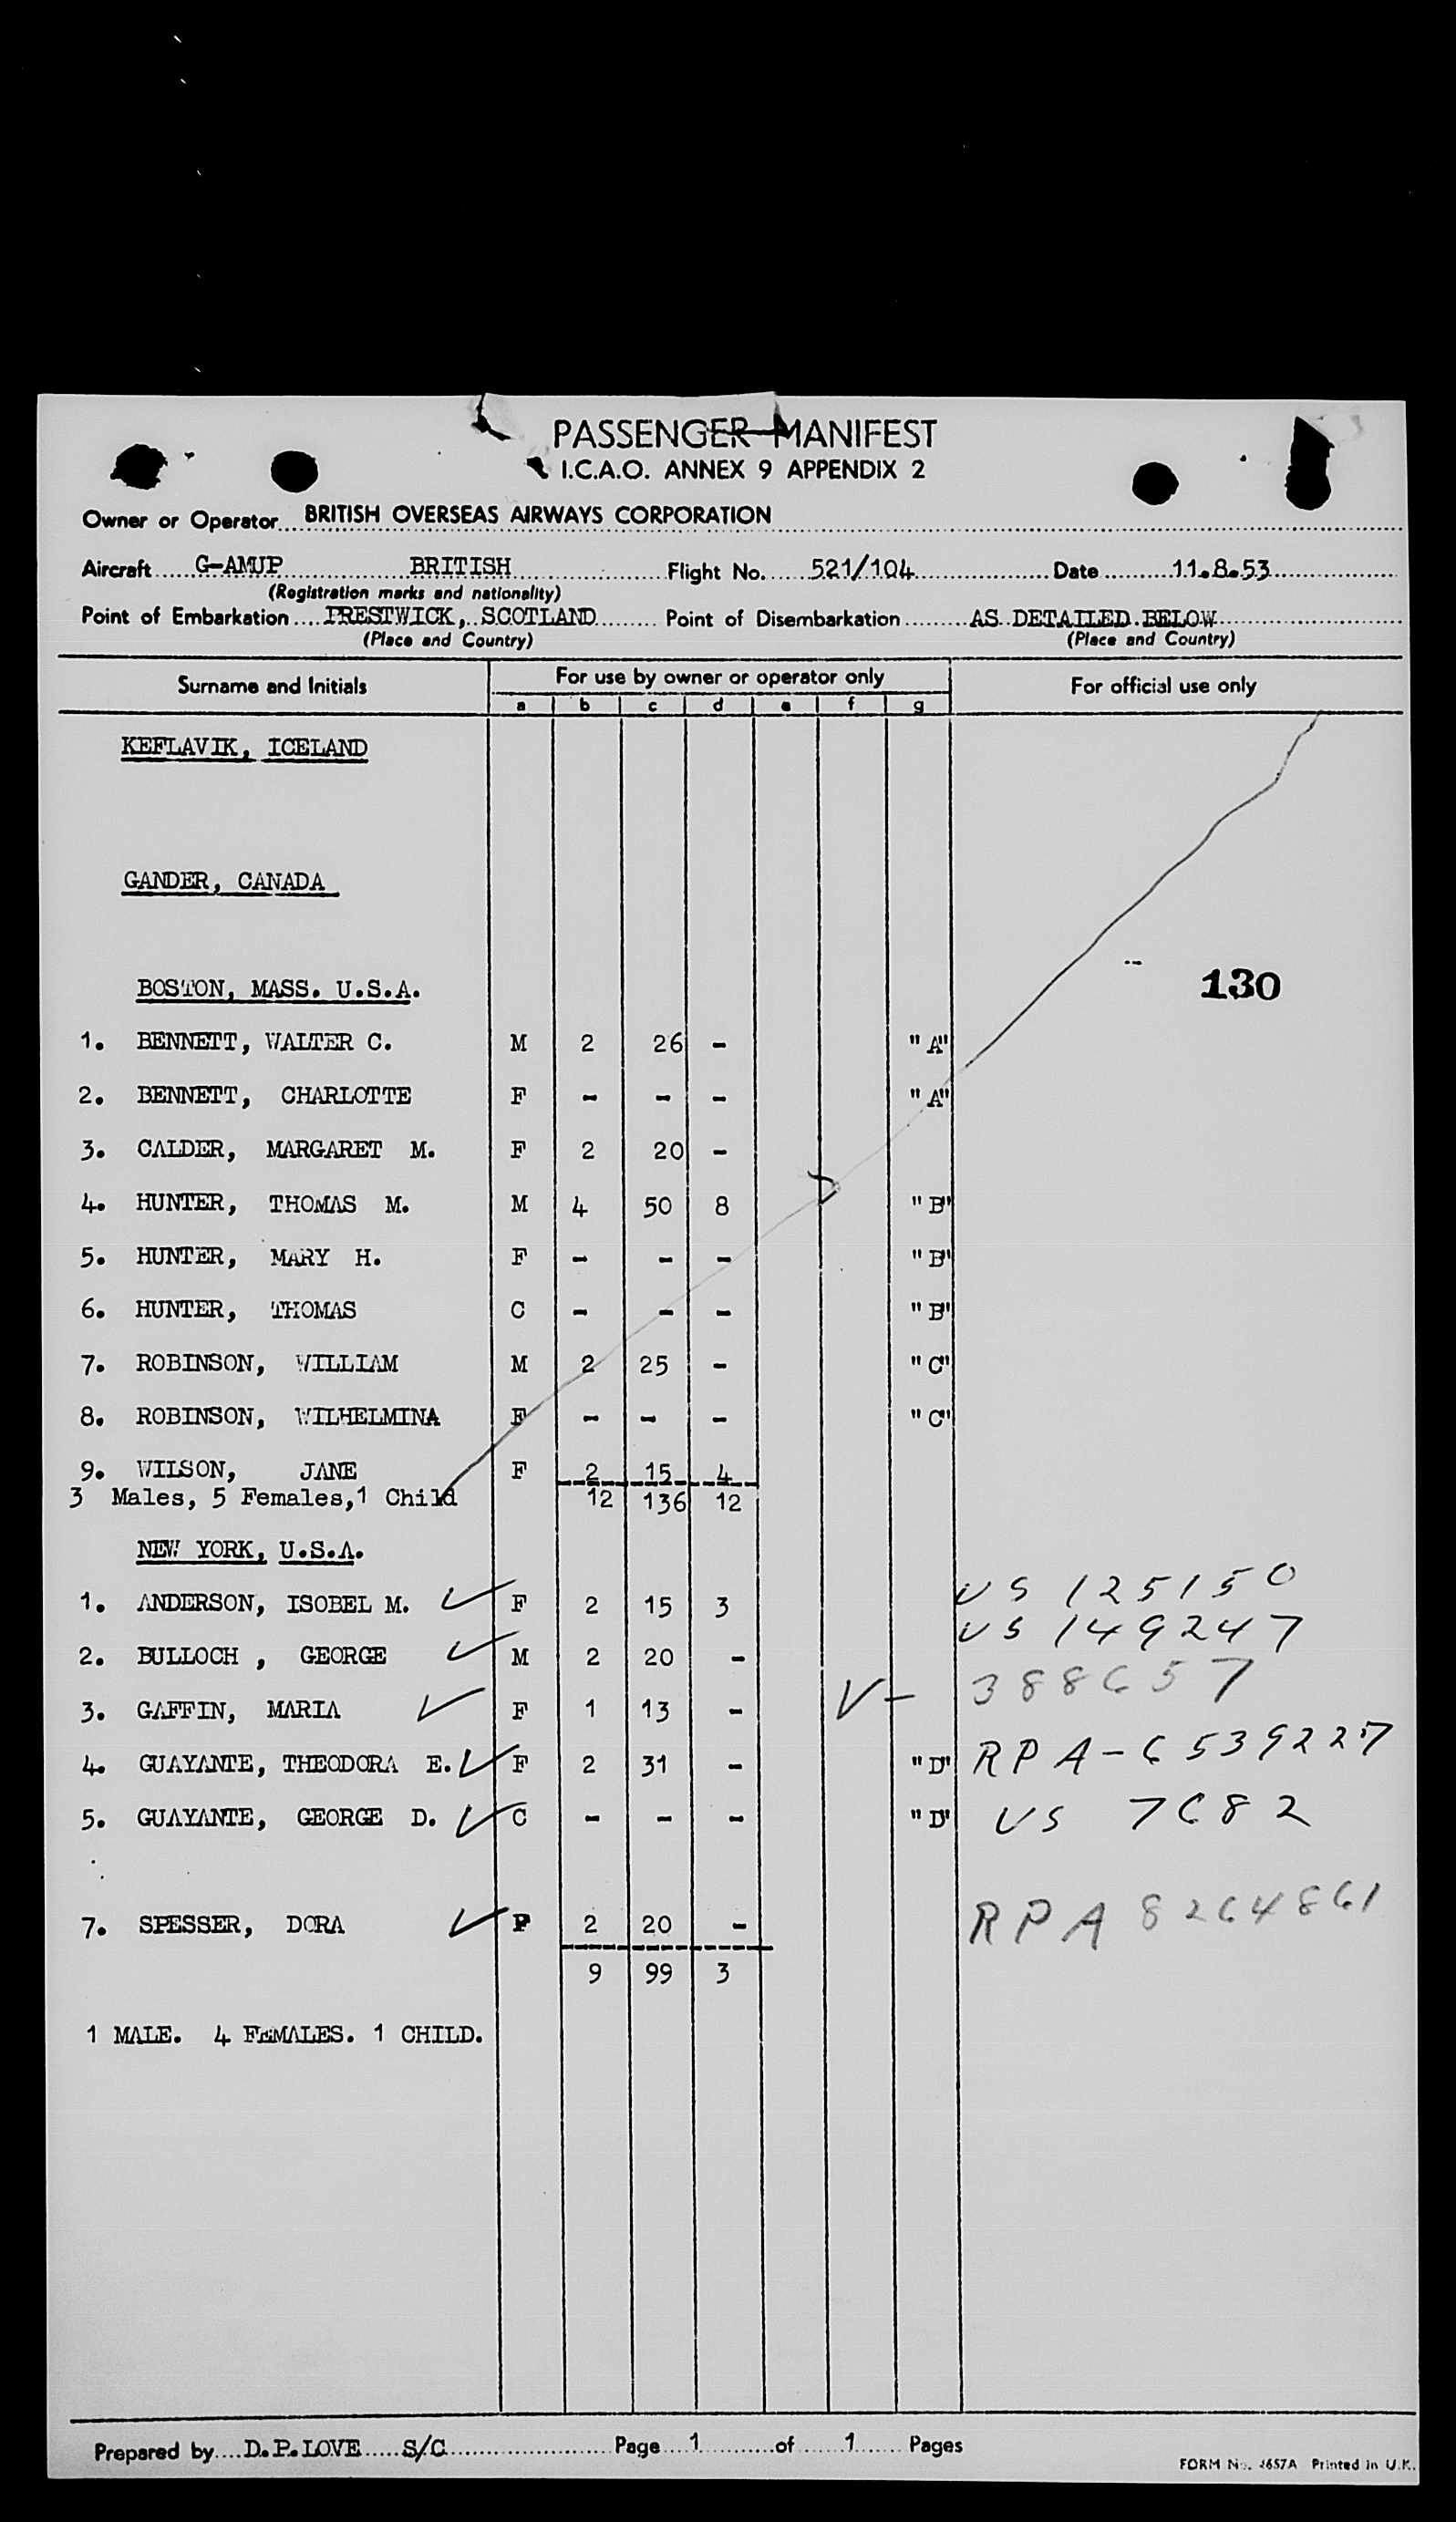 PASSENGER MANIFEST
I.C.A.O. ANNEX 9 APPENDIX 2
Owner or Operator BRITISH OVERSEAS AIRWAYS CORPORATION
Aircraft G-AMUP BRITISH Flight No. 521/104 Date 11.8.53
(Registration marks and nationality)
Point of Embarkation PRESTWICK, SCOTLAND Point of Disembarkation AS DETAILED BELOW
(Place and Country) (Place and Country)
Surname and Initials For use by owner or operator only For official use only
a b c d e f g
KEFLAVIK, ICELAND
GANDER, CANADA
BOSTON, MASS. U.S.A. 130
1. BENNETT, WALTER C. M 2 26 - "A"
2. BENNETT, CHARLOTTE F - - - "A"
3. CALDER, MARGARET M. F 2 20 -
4. HUNTER, THOMAS M. M 4 50 8 "B"
5. HUNTER, MARY H. F - - - "B"
6. HUNTER, THOMAS C - - - "B"
7. ROBINSON, WILLIAM M 2 25 - "C"
8. ROBINSON, WILHELMINA F - - - "C"
9. WILSON, JANE F 2 15 4
3 Males, 5 Females,1 Child 12 136 12
NEW YORK, U.S.A.
1. ANDERSON, ISOBEL M. F 2 15 3 US 125150
2. BULLOCH , GEORGE M 2 20 - US 149247
3. GAFFIN, MARIA F 1 13 - V- 388657
4. GUAYANTE, THEODORA E. F 2 31 - "D" RPA-6539227
5. GUAYANTE, GEORGE D. C - - - "D" US 7682
7. SPESSER, DORA F 2 20 - RPA 8264861
9 99 3
1 MALE. 4 FEMALES. 1 CHILD.
Prepared by D.P.LOVE S/C Page 1 of 1 Pages
FORM No. Printed in U.K.